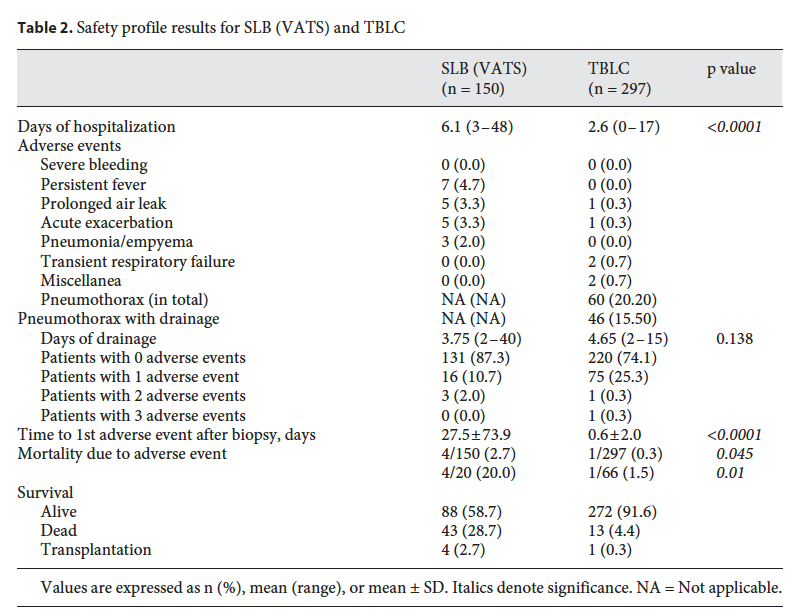 Table 2. Safety profile results for SLB (VATS) and TBLC
SLB (VATS) TBLC p value
(n = 150) (n = 297)
Days of hospitalization 6.1 (3–48) 2.6 (0–17) <0.0001
Adverse events
Severe bleeding 0 (0.0) 0 (0.0)
Persistent fever 7 (4.7) 0 (0.0)
Prolonged air leak 5 (3.3) 1 (0.3)
Acute exacerbation 5 (3.3) 1 (0.3)
Pneumonia/empyema 3 (2.0) 0 (0.0)
Transient respiratory failure 0 (0.0) 2 (0.7)
Miscellanea 0 (0.0) 2 (0.7)
Pneumothorax (in total) NA (NA) 60 (20.20)
Pneumothorax with drainage NA (NA) 46 (15.50)
Days of drainage 3.75 (2–40) 4.65 (2–15) 0.138
Patients with 0 adverse events 131 (87.3) 220 (74.1)
Patients with 1 adverse event 16 (10.7) 75 (25.3)
Patients with 2 adverse events 3 (2.0) 1 (0.3)
Patients with 3 adverse events 0 (0.0) 1 (0.3)
Time to 1st adverse event after biopsy, days 27.5±73.9 0.6±2.0 <0.0001
Mortality due to adverse event 4/150 (2.7) 1/297 (0.3) 0.045
4/20 (20.0) 1/66 (1.5) 0.01
Survival
Alive 88 (58.7) 272 (91.6)
Dead 43 (28.7) 13 (4.4)
Transplantation 4 (2.7) 1 (0.3)
Values are expressed as n (%), mean (range), or mean ± SD. Italics denote significance. NA = Not applicable.